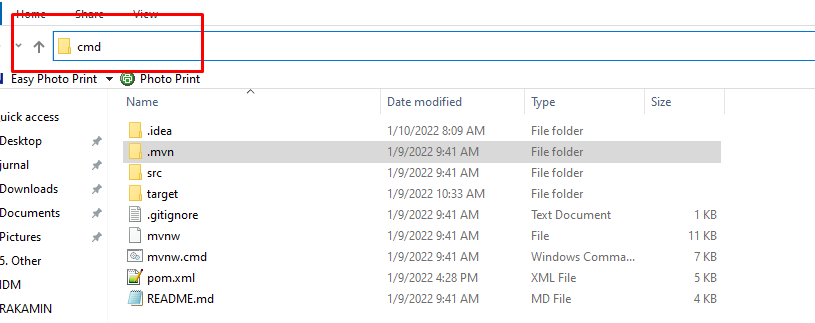 Home Share View
cmd
Easy Photo Print Photo Print
Name Date modified Type Size
uick access
Desktop
jurnal
Downloads
Documents
Pictures
5. Other
IDM
RAKAMIN
.idea 1/10/2022 8:09 AM File folder
.mvn 1/9/2022 9:41 AM File folder
src 1/9/2022 9:41 AM File folder
target 1/9/2022 10:33 AM File folder
.gitignore 1/9/2022 9:41 AM Text Document 1 KB
mvnw 1/9/2022 9:41 AM File 11 KB
mvnw.cmd 1/9/2022 9:41 AM Windows Comma... 7 KB
pom.xml 1/9/2022 4:28 PM XML File 5 KB
README.md 1/9/2022 9:41 AM MD File 4 KB